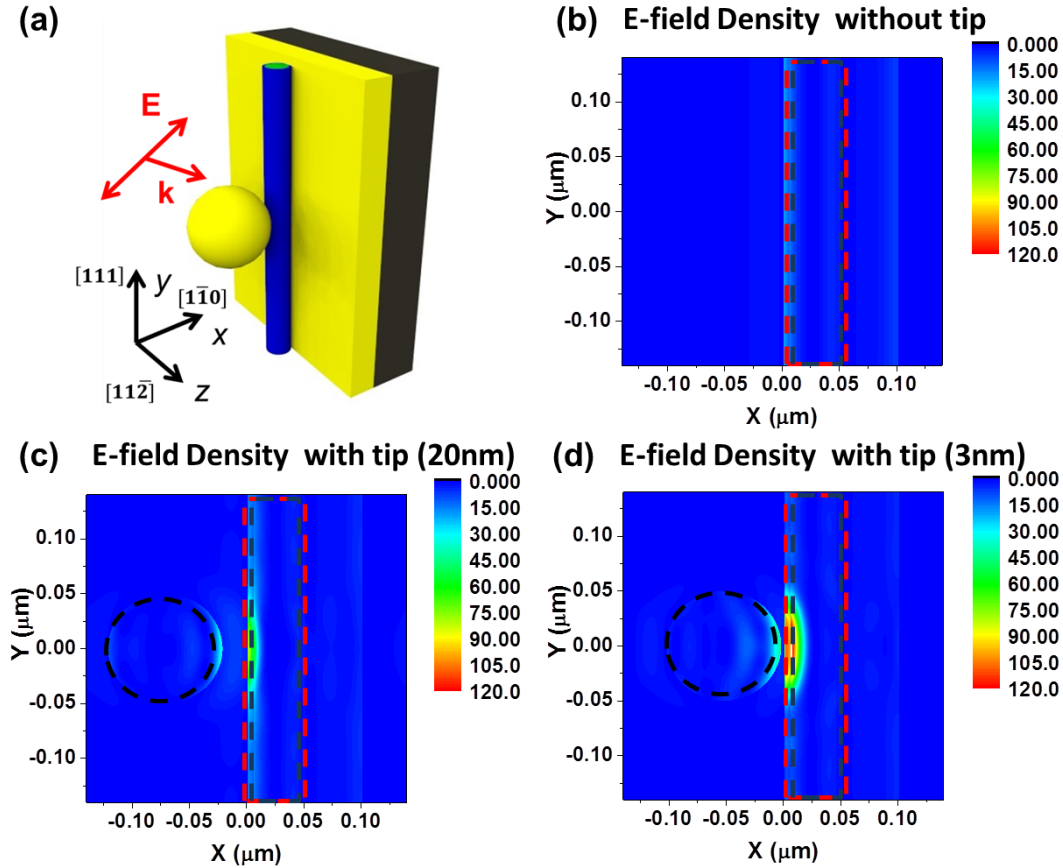 (a)
E
k
[111]
y
[11̅0]
x
[112̅]
z
(b) E-field Density without tip
0.000
15.00
30.00
45.00
60.00
75.00
90.00
105.0
120.0
0.10
0.05
0.00
-0.05
-0.10
Y (μm)
-0.10 -0.05 0.00 0.05 0.10
X (μm)
(c) E-field Density with tip (20nm)
0.000
15.00
30.00
45.00
60.00
75.00
90.00
105.0
120.0
0.10
0.05
0.00
-0.05
-0.10
Y (μm)
-0.10 -0.05 0.00 0.05 0.10
X (μm)
(d) E-field Density with tip (3nm)
0.000
15.00
30.00
45.00
60.00
75.00
90.00
105.0
120.0
0.10
0.05
0.00
-0.05
-0.10
Y (μm)
-0.10 -0.05 0.00 0.05 0.10
X (μm)